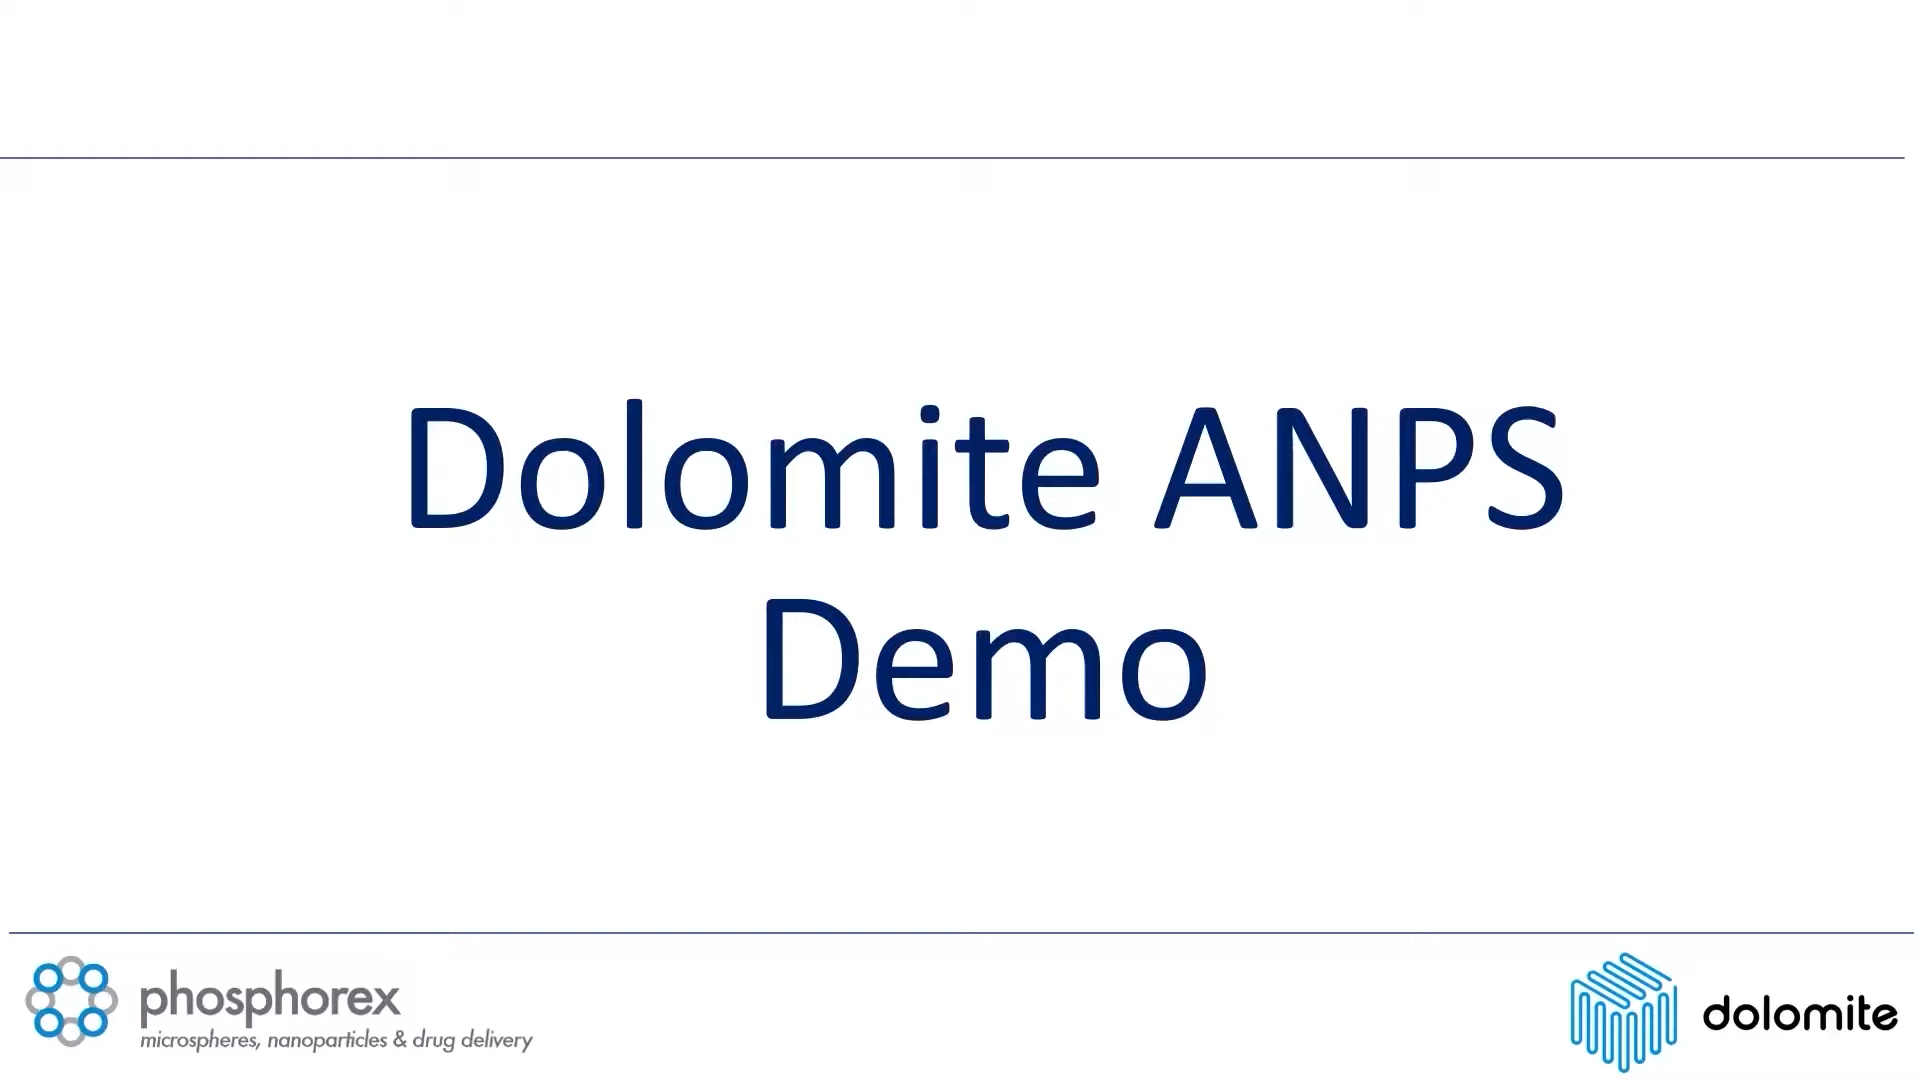 Dolomite ANPS
Demo
phosphorex
microspheres, nanoparticles & drug delivery
dolomite